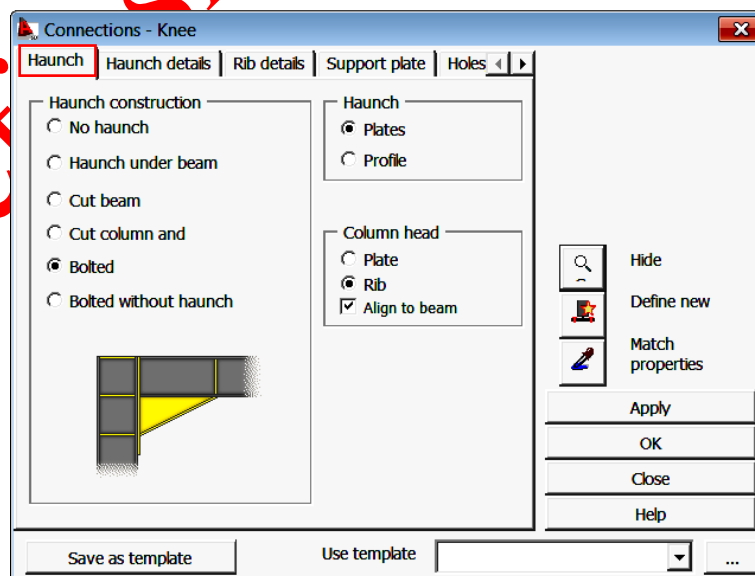 Connections - Knee
Haunch Haunch details Rib details Support plate Holes
Haunch construction
No haunch
Haunch under beam
Cut beam
Cut column and
Bolted
Bolted without haunch
Haunch
Plates
Profile
Column head
Plate
Rib
Align to beam
Hide
Define new
Match
properties
Apply
OK
Close
Help
Save as template
Use template
...